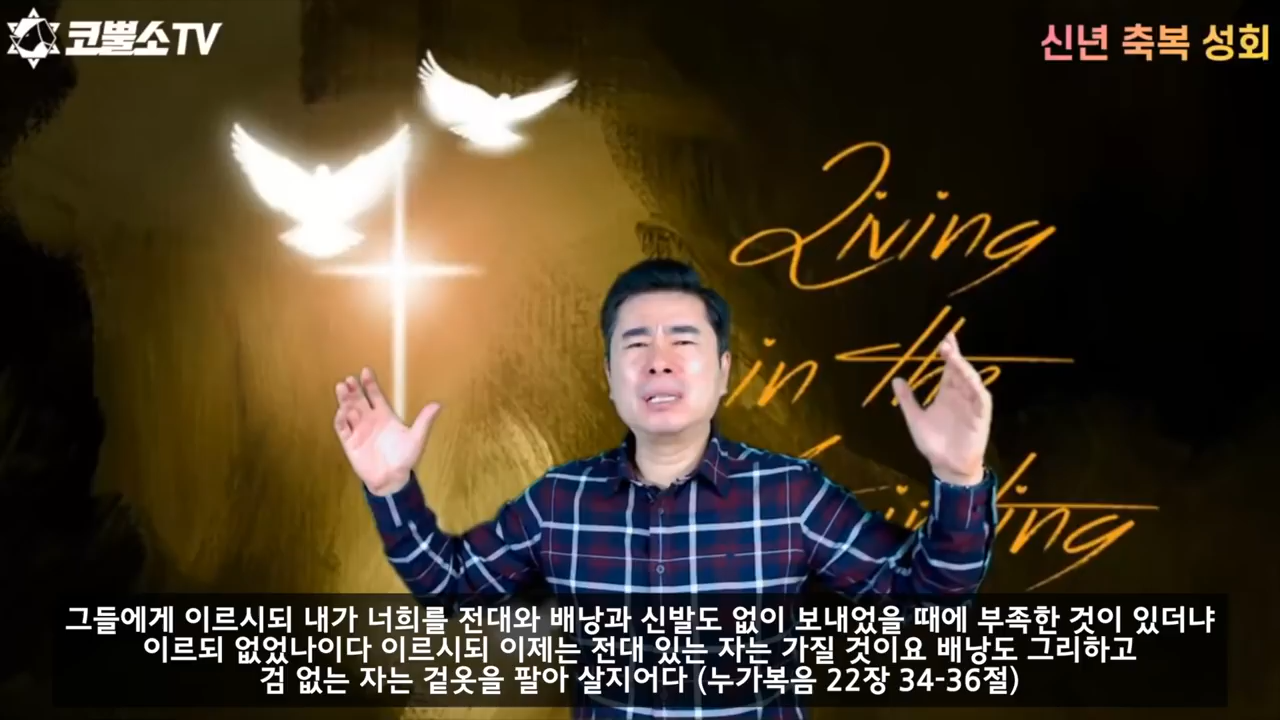 코뿔소TV
신년 축복 성회
Living
in the
그들에게 이르시되 내가 너희를 전대와 배낭과 신발도 없이 보내었을 때에 부족한 것이 있더냐
이르되 없었나이다 이르시되 이제는 전대 있는 자는 가질 것이요 배낭도 그리하고
검 없는 자는 겉옷을 팔아 살지어다 (누가복음 22장 34-36절)